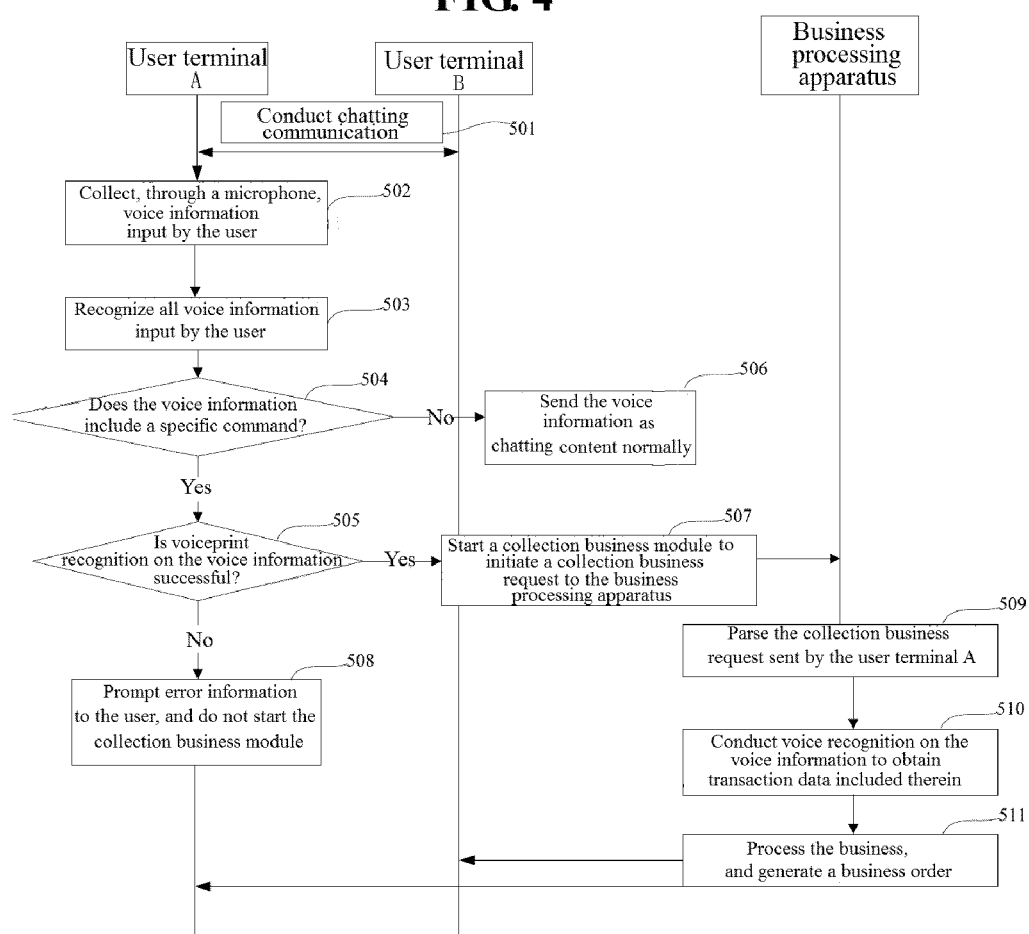 FIG. 4
User terminal
A
User terminal
B
Business
processing
apparatus
Conduct chatting
communication
501
Collect, through a microphone,
voice information
input by the user
502
Recognize all voice information
input by the user
503
Does the voice information
include a specific command?
504
No
Send the voice
information as
chatting content normally
506
Yes
Is voiceprint
recognition on the voice information
successful?
505
Yes
Start a collection business module to
initiate a collection business
request to the business
processing apparatus
507
No
Parse the collection business
request sent by the user terminal A
509
Prompt error information
to the user, and do not start the
collection business module
508
Conduct voice recognition on the
voice information to obtain
transaction data included therein
510
Process the business,
and generate a business order
511